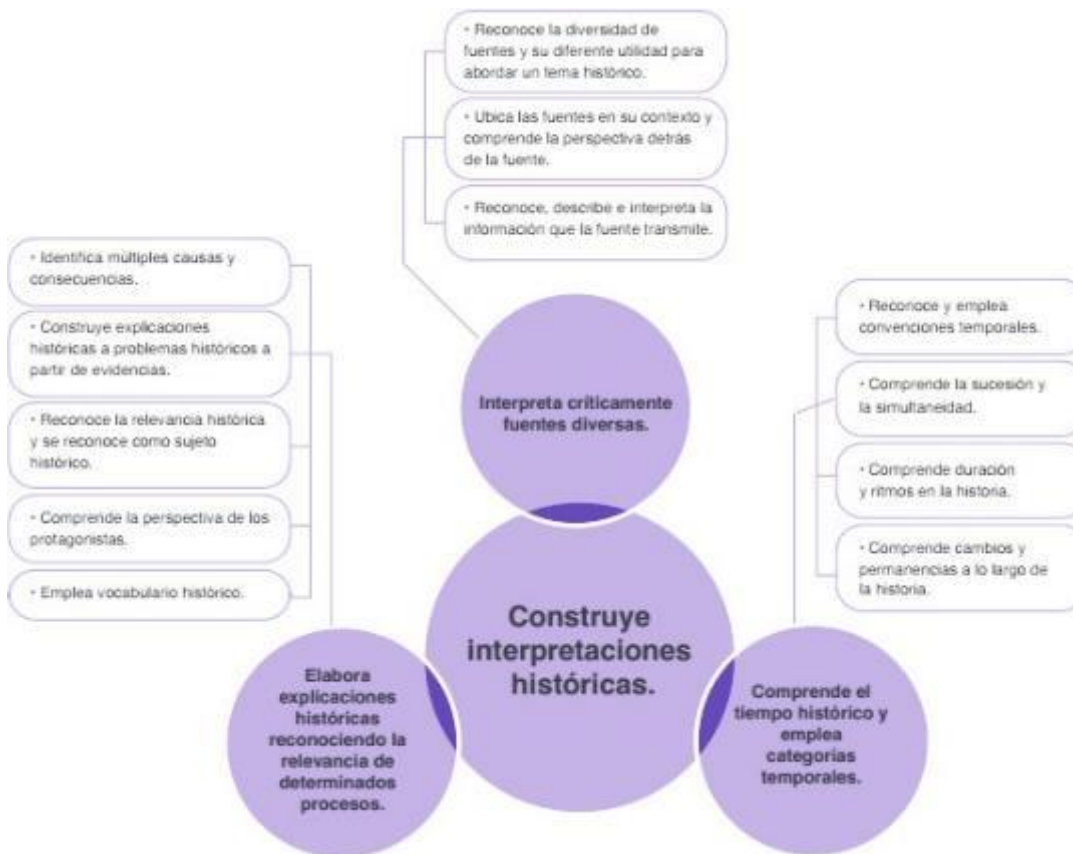 • Reconoce la diversidad de
fuentes y su diferente utilidad para
abordar un tema histórico.
• Ubica las fuentes en su contexto y
comprende la perspectiva detrás
de la fuente.
• Reconoce, describe e interpreta la
información que la fuente transmite.
• Identifica múltiples causas y
consecuencias.
• Construye explicaciones
históricas a problemas históricos a
partir de evidencias.
• Reconoce la relevancia histórica
y se reconoce como sujeto
histórico.
• Comprende la perspectiva de los
protagonistas.
• Emplea vocabulario histórico.
• Reconoce y emplea
convenciones temporales.
• Comprende la sucesión y
la simultaneidad.
• Comprende duración
y ritmos en la historia.
• Comprende cambios y
permanencias a lo largo de
la historia.
Interpreta críticamente
fuentes diversas.
Construye
interpretaciones
históricas.
Elabora
explicaciones
históricas
reconociendo la
relevancia de
determinados
procesos.
Comprende el
tiempo histórico y
emplea
categorías
temporales.